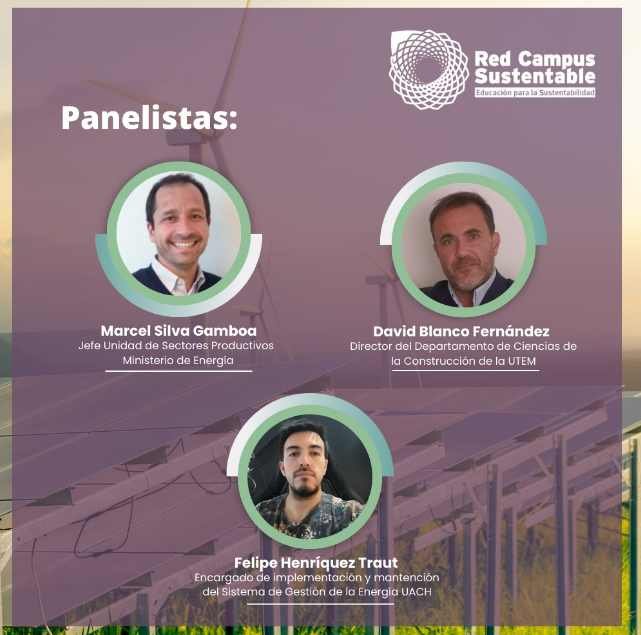 Red Campus
Sustentable
Educación para la Sustentabilidad
Panelistas:
Marcel Silva Gamboa
Jefe Unidad de Sectores Productivos
Ministerio de Energía
David Blanco Fernández
Director del Departamento de Ciencias de
la Construcción de la UTEM
Felipe Henríquez Traut
Encargado de implementación y mantención
del Sistema de Gestión de la Energía UACH